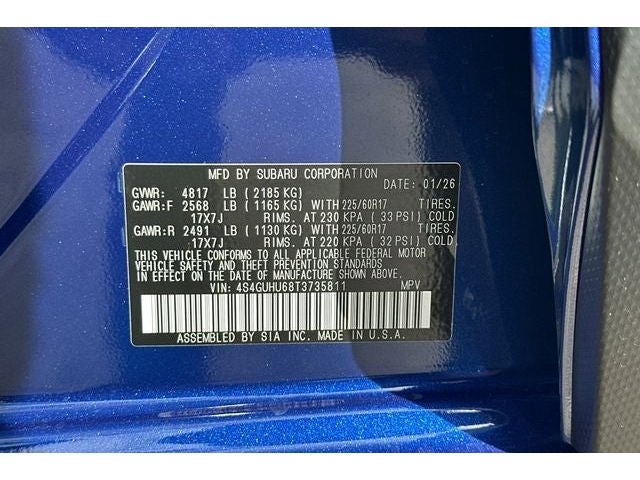 MFD BY SUBARU CORPORATION
GVWR: 4817 LB (2185 KG) DATE: 01/26
GAWR:F 2568 LB (1165 KG) WITH 225/60R17 TIRES.
17X7J RIMS. AT 230 KPA (33 PSI) COLD
GAWR:R 2491 LB (1130 KG) WITH 225/60R17 TIRES.
17X7J RIMS. AT 220 KPA (32 PSI) COLD
THIS VEHICLE CONFORMS TO ALL APPLICABLE FEDERAL MOTOR
VEHICLE SAFETY AND THEFT PREVENTION STANDARDS IN
EFFECT ON THE DATE OF MANUFACTURE SHOWN ABOVE.
VIN: 4S4GUHU68T3735811 MPV
ASSEMBLED BY SIA INC. MADE IN U.S.A.